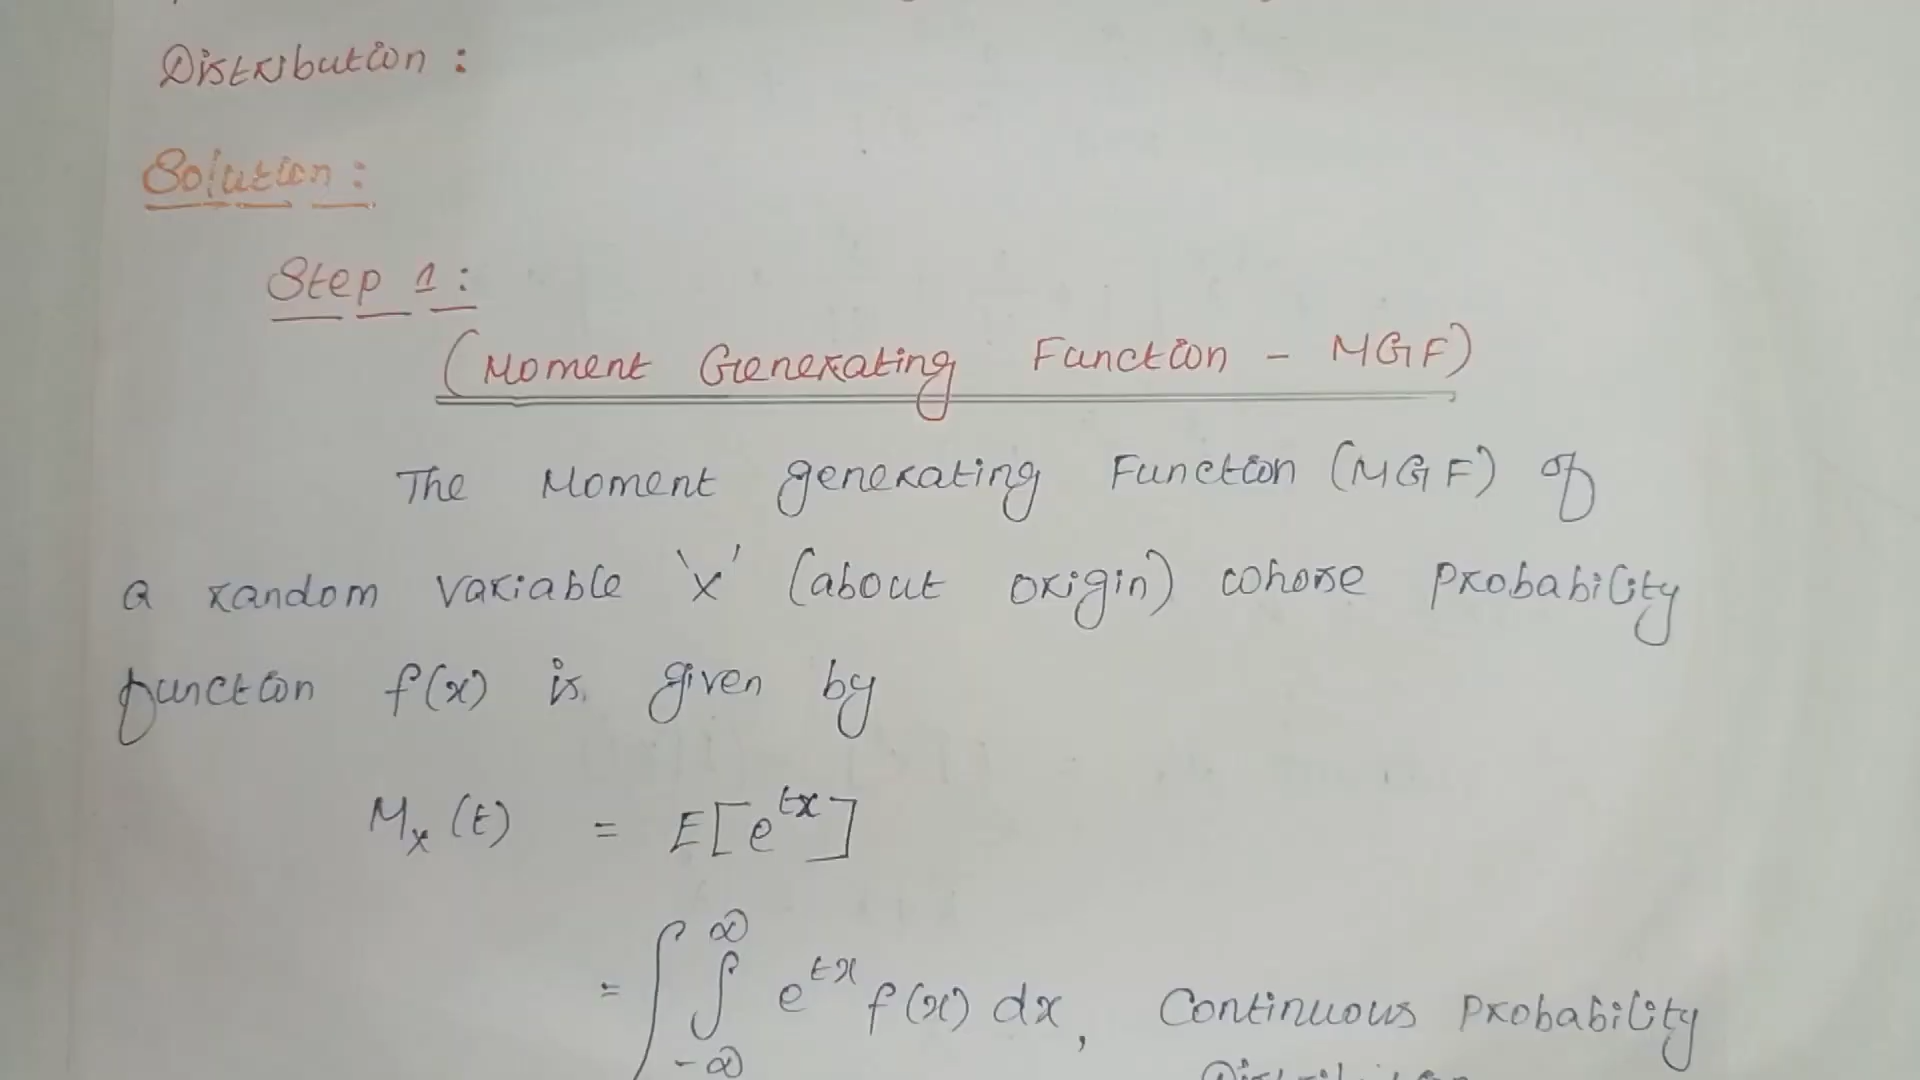 Distribution :
Solution :
Step 1 :
(Moment Generating Function - MGF)
The Moment generating Function (MGF) of
a random variable 'x' (about origin) whose probability
function f(x) is given by
Mx(t) = E[e^{tx}]
= ∫_{-∞}^{∞} e^{tx} f(x) dx, Continuous Probability